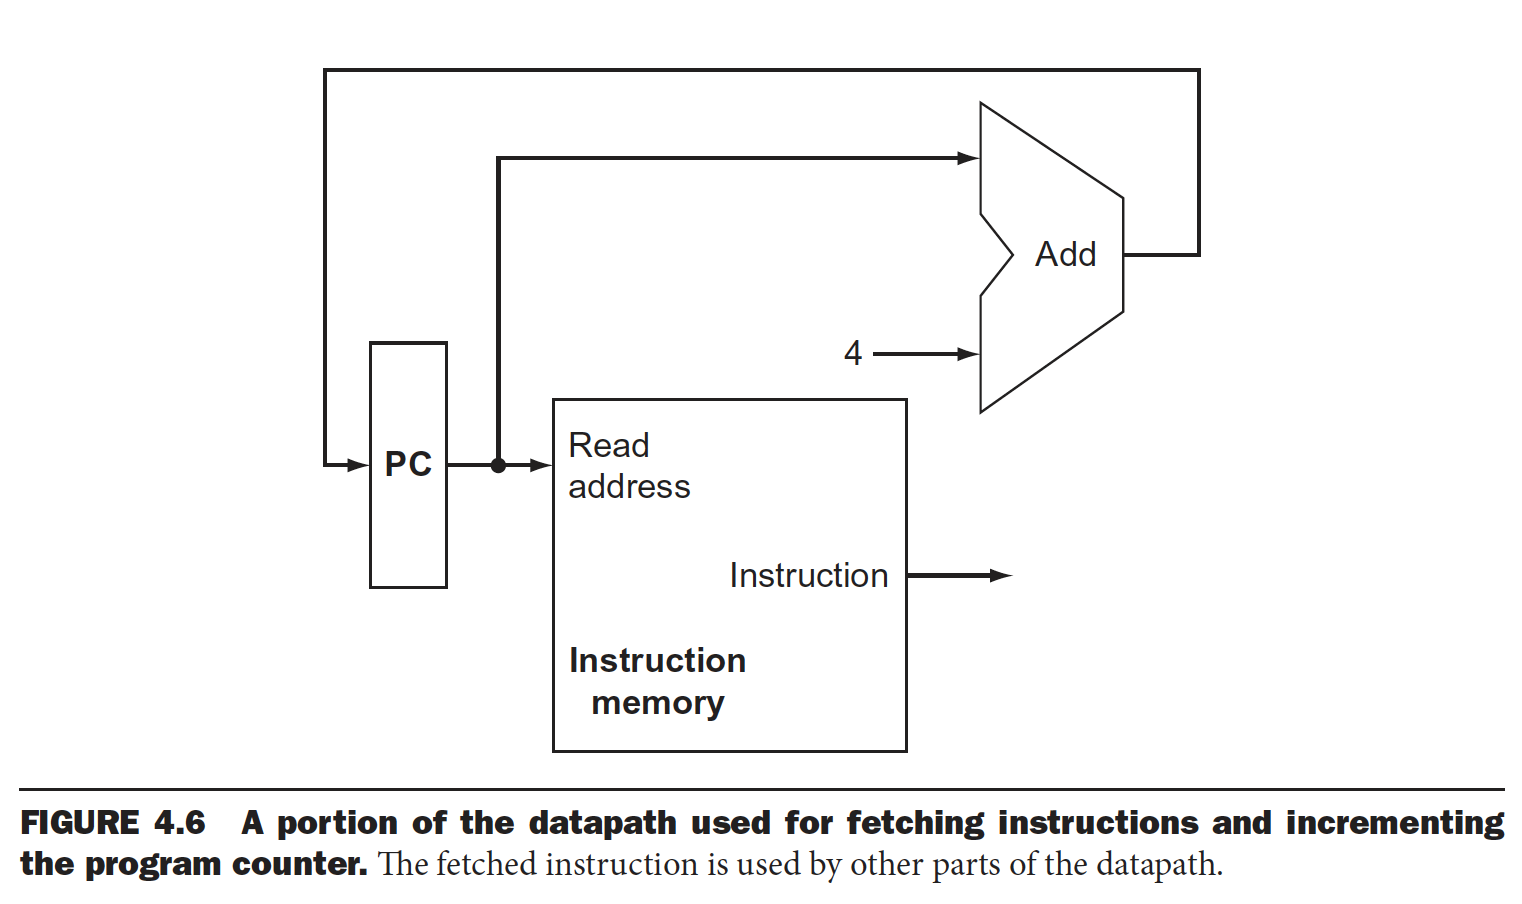 Add
4
PC
Read
address
Instruction
Instruction
memory
FIGURE 4.6 A portion of the datapath used for fetching instructions and incrementing
the program counter. The fetched instruction is used by other parts of the datapath.